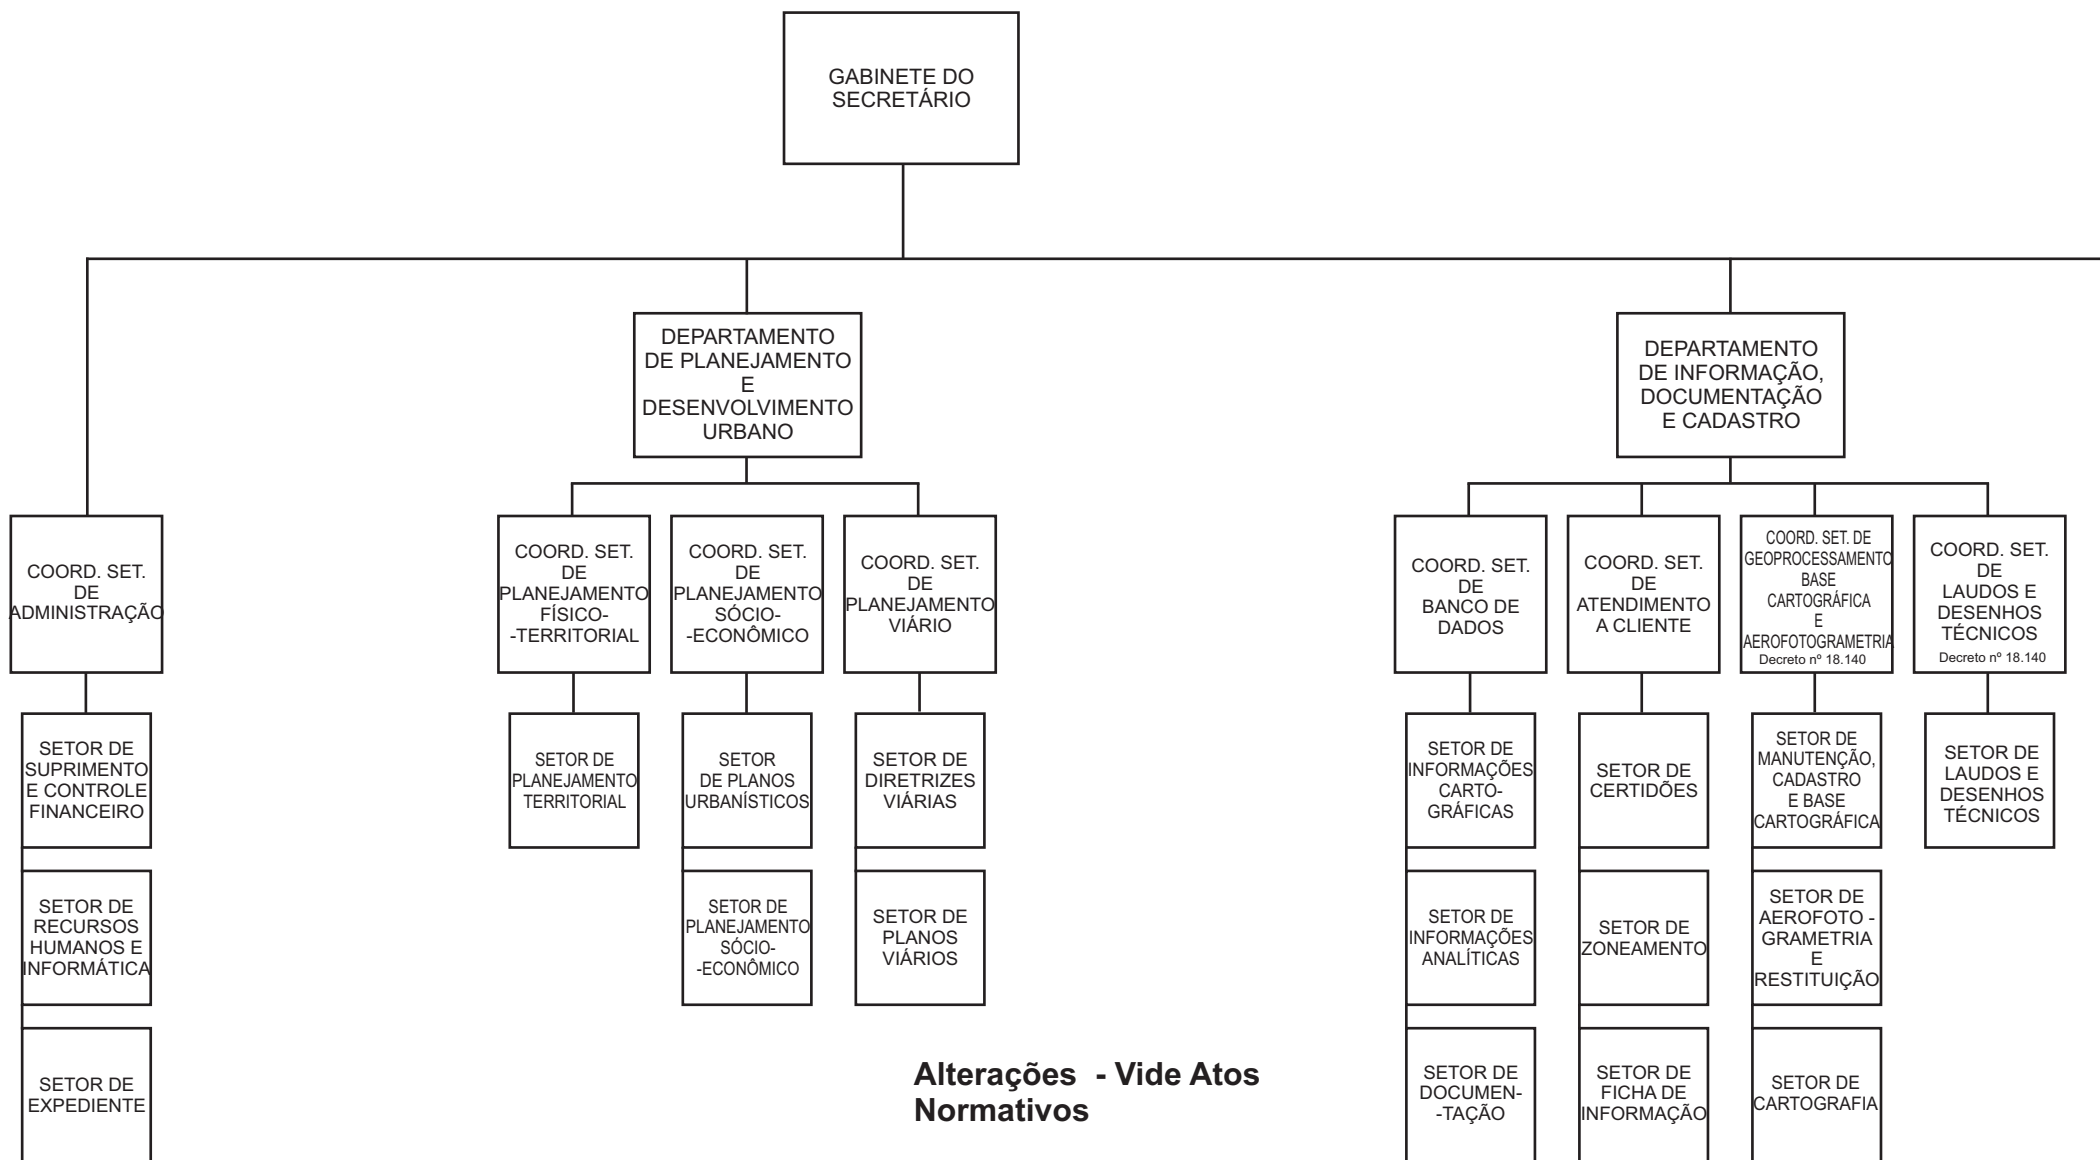 GABINETE DO
SECRETÁRIO
DEPARTAMENTO
DE PLANEJAMENTO
E
DESENVOLVIMENTO
URBANO
DEPARTAMENTO
DE INFORMAÇÃO,
DOCUMENTAÇÃO
E CADASTRO
COORD. SET.
DE
ADMINISTRAÇÃO
COORD. SET.
DE
PLANEJAMENTO
FÍSICO-
-TERRITORIAL
COORD. SET.
DE
PLANEJAMENTO
SÓCIO-
-ECONÔMICO
COORD. SET.
DE
PLANEJAMENTO
VIÁRIO
COORD. SET.
DE
BANCO DE
DADOS
COORD. SET.
DE
ATENDIMENTO
A CLIENTE
COORD. SET. DE
GEOPROCESSAMENTO
BASE
CARTOGRÁFICA
E
AEROFOTOGRAMETRIA
Decreto nº 18.140
COORD. SET.
DE
LAUDOS E
DESENHOS
TÉCNICOS
Decreto nº 18.140
SETOR DE
SUPRIMENTO
E CONTROLE
FINANCEIRO
SETOR DE
PLANEJAMENTO
TERRITORIAL
SETOR
DE PLANOS
URBANÍSTICOS
SETOR DE
DIRETRIZES
VIÁRIAS
SETOR DE
INFORMAÇÕES
CARTO-
GRÁFICAS
SETOR DE
CERTIDÕES
SETOR DE
MANUTENÇÃO,
CADASTRO
E BASE
CARTOGRÁFICA
SETOR DE
LAUDOS E
DESENHOS
TÉCNICOS
SETOR DE
RECURSOS
HUMANOS E
INFORMÁTICA
SETOR DE
PLANEJAMENTO
SÓCIO-
-ECONÔMICO
SETOR DE
PLANOS
VIÁRIOS
SETOR DE
INFORMAÇÕES
ANALÍTICAS
SETOR DE
ZONEAMENTO
SETOR DE
AEROFOTO -
GRAMETRIA
E
RESTITUIÇÃO
SETOR DE
EXPEDIENTE
Alterações - Vide Atos
Normativos
SETOR DE
DOCUMEN-
-TAÇÃO
SETOR DE
FICHA DE
INFORMAÇÃO
SETOR DE
CARTOGRAFIA